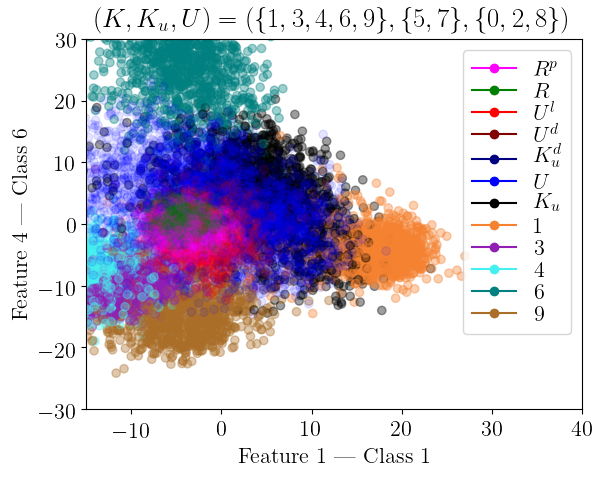 (K, K_u, U) = ({1, 3, 4, 6, 9}, {5, 7}, {0, 2, 8})
30
20
10
0
−10
−20
−30
Feature 4 — Class 6
−10
0
10
20
30
40
Feature 1 — Class 1
R^p
R
U^l
U^d
K_u^d
U
K_u
1
3
4
6
9